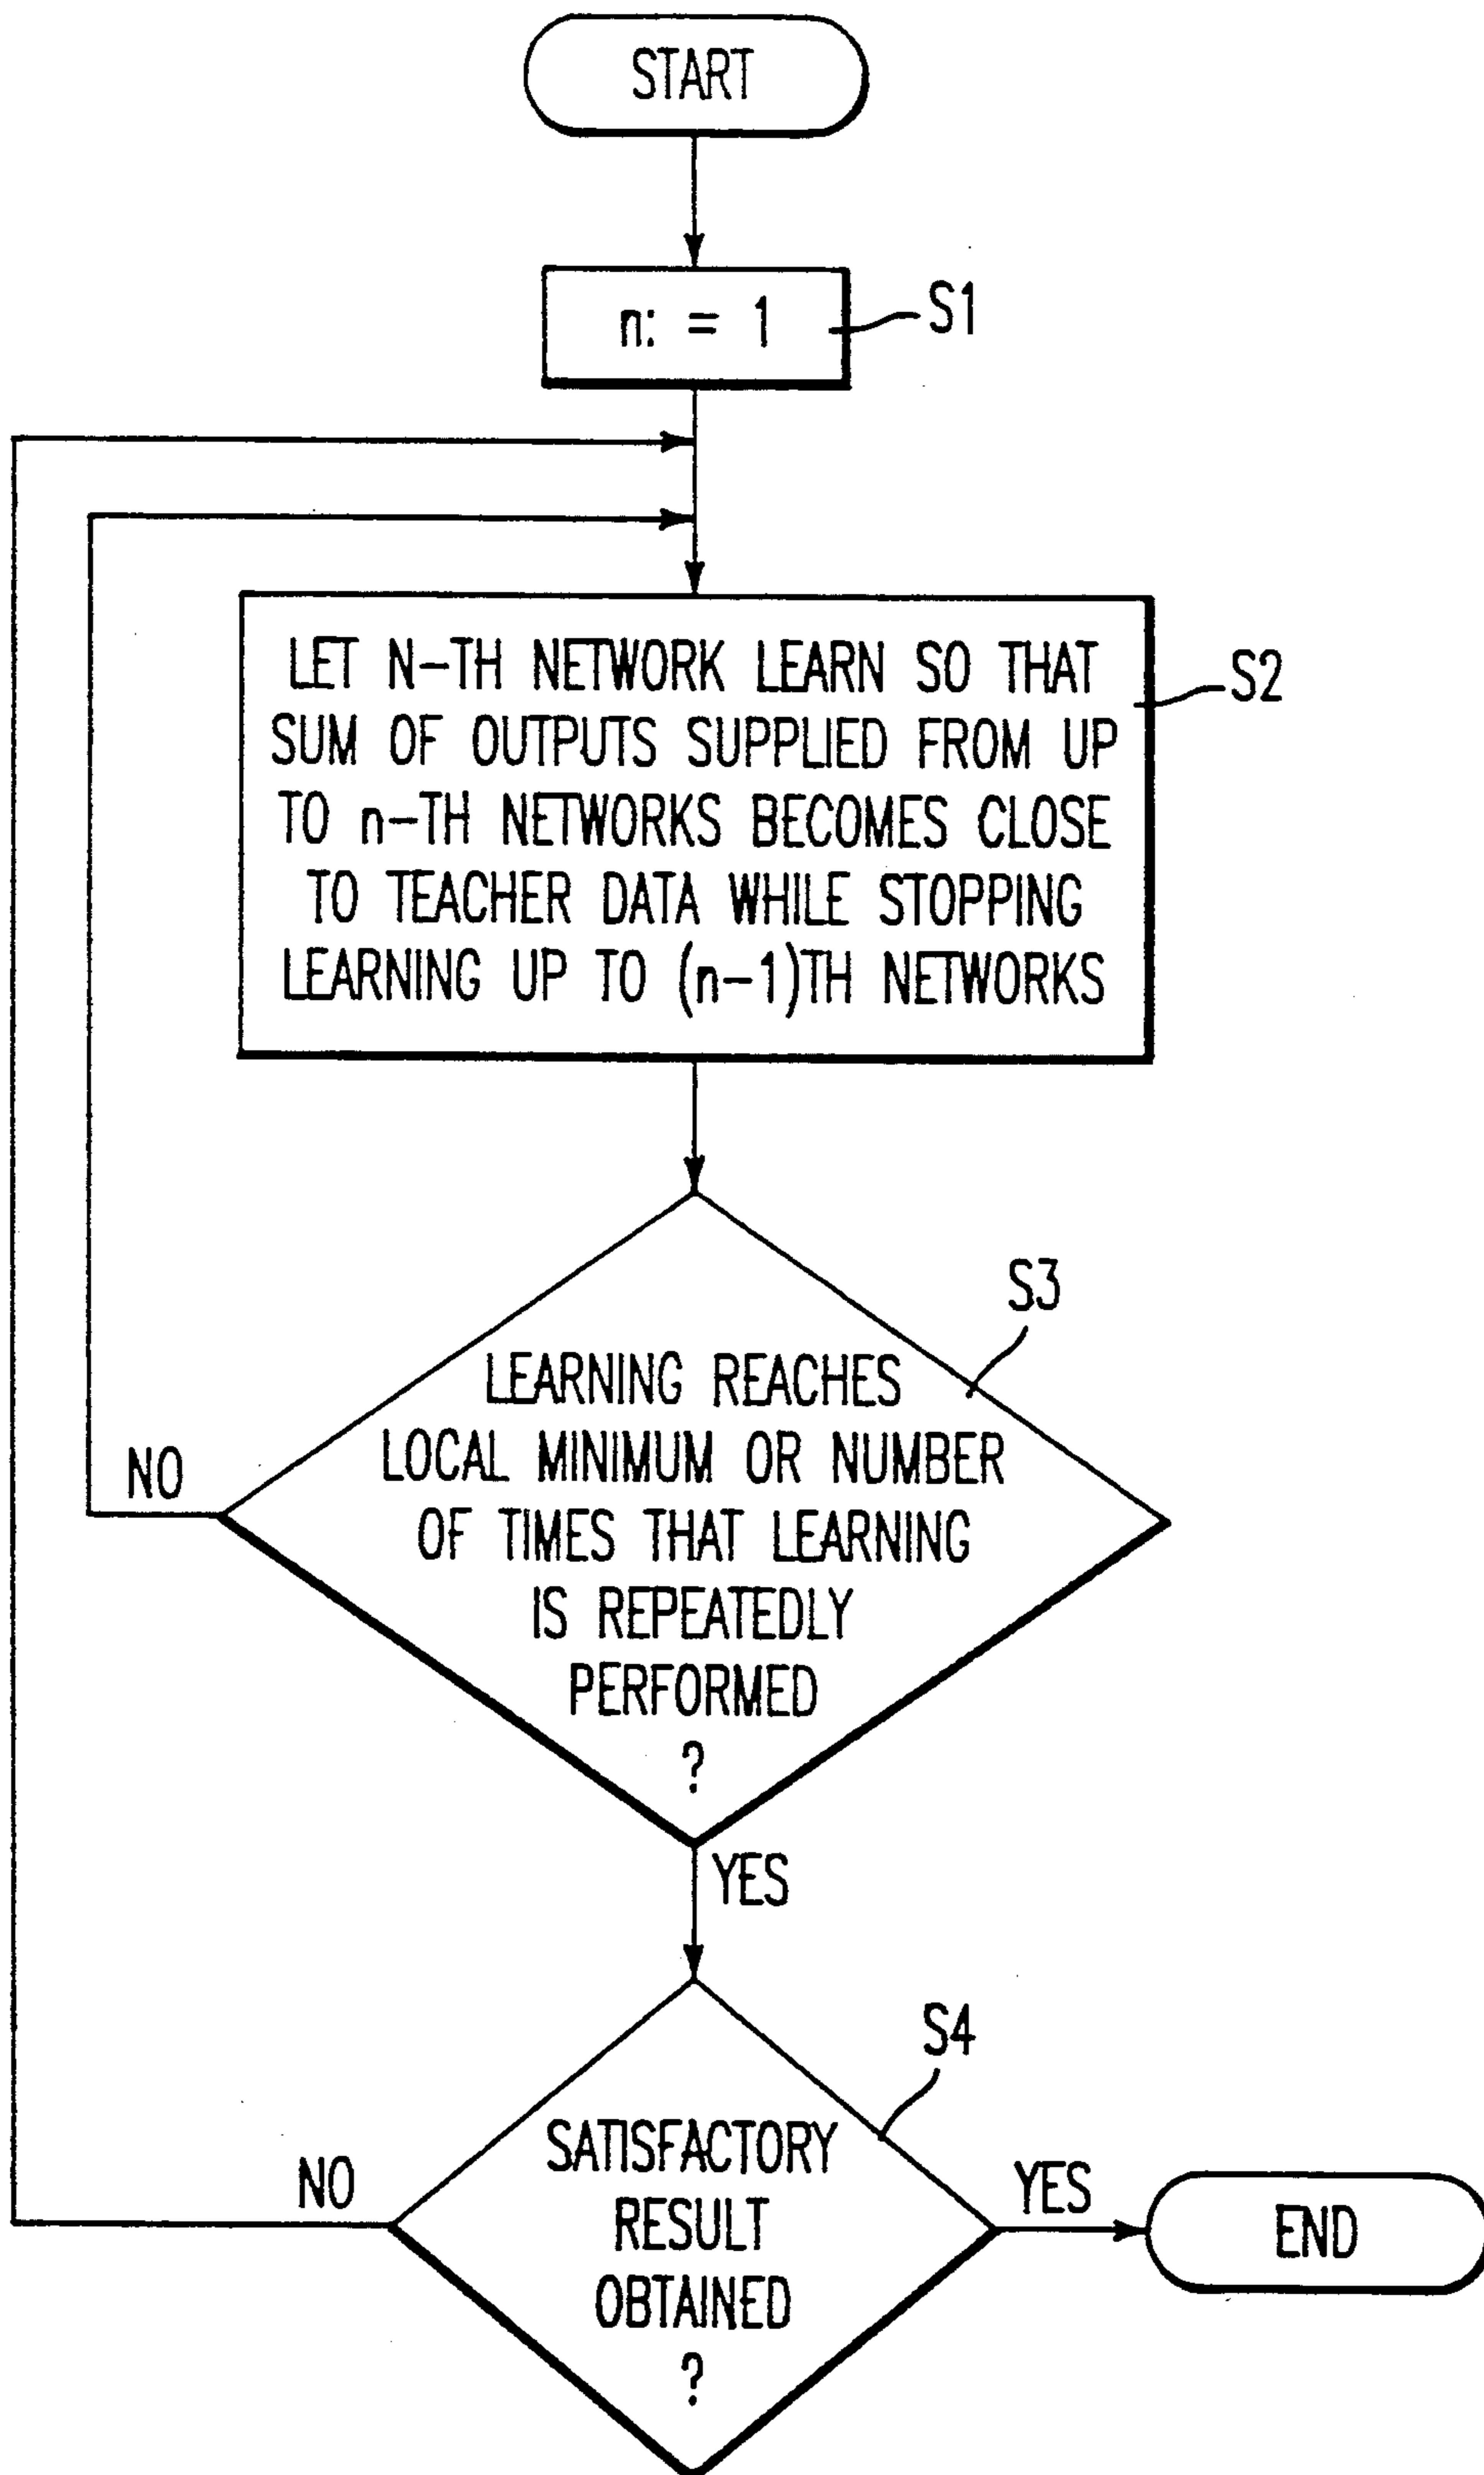 START
n: = 1
S1
LET N-TH NETWORK LEARN SO THAT
SUM OF OUTPUTS SUPPLIED FROM UP
TO n-TH NETWORKS BECOMES CLOSE
TO TEACHER DATA WHILE STOPPING
LEARNING UP TO (n-1)TH NETWORKS
S2
S3
LEARNING REACHES
LOCAL MINIMUM OR NUMBER
OF TIMES THAT LEARNING
IS REPEATEDLY
PERFORMED
?
NO
YES
S4
SATISFACTORY
RESULT
OBTAINED
?
NO
YES
END